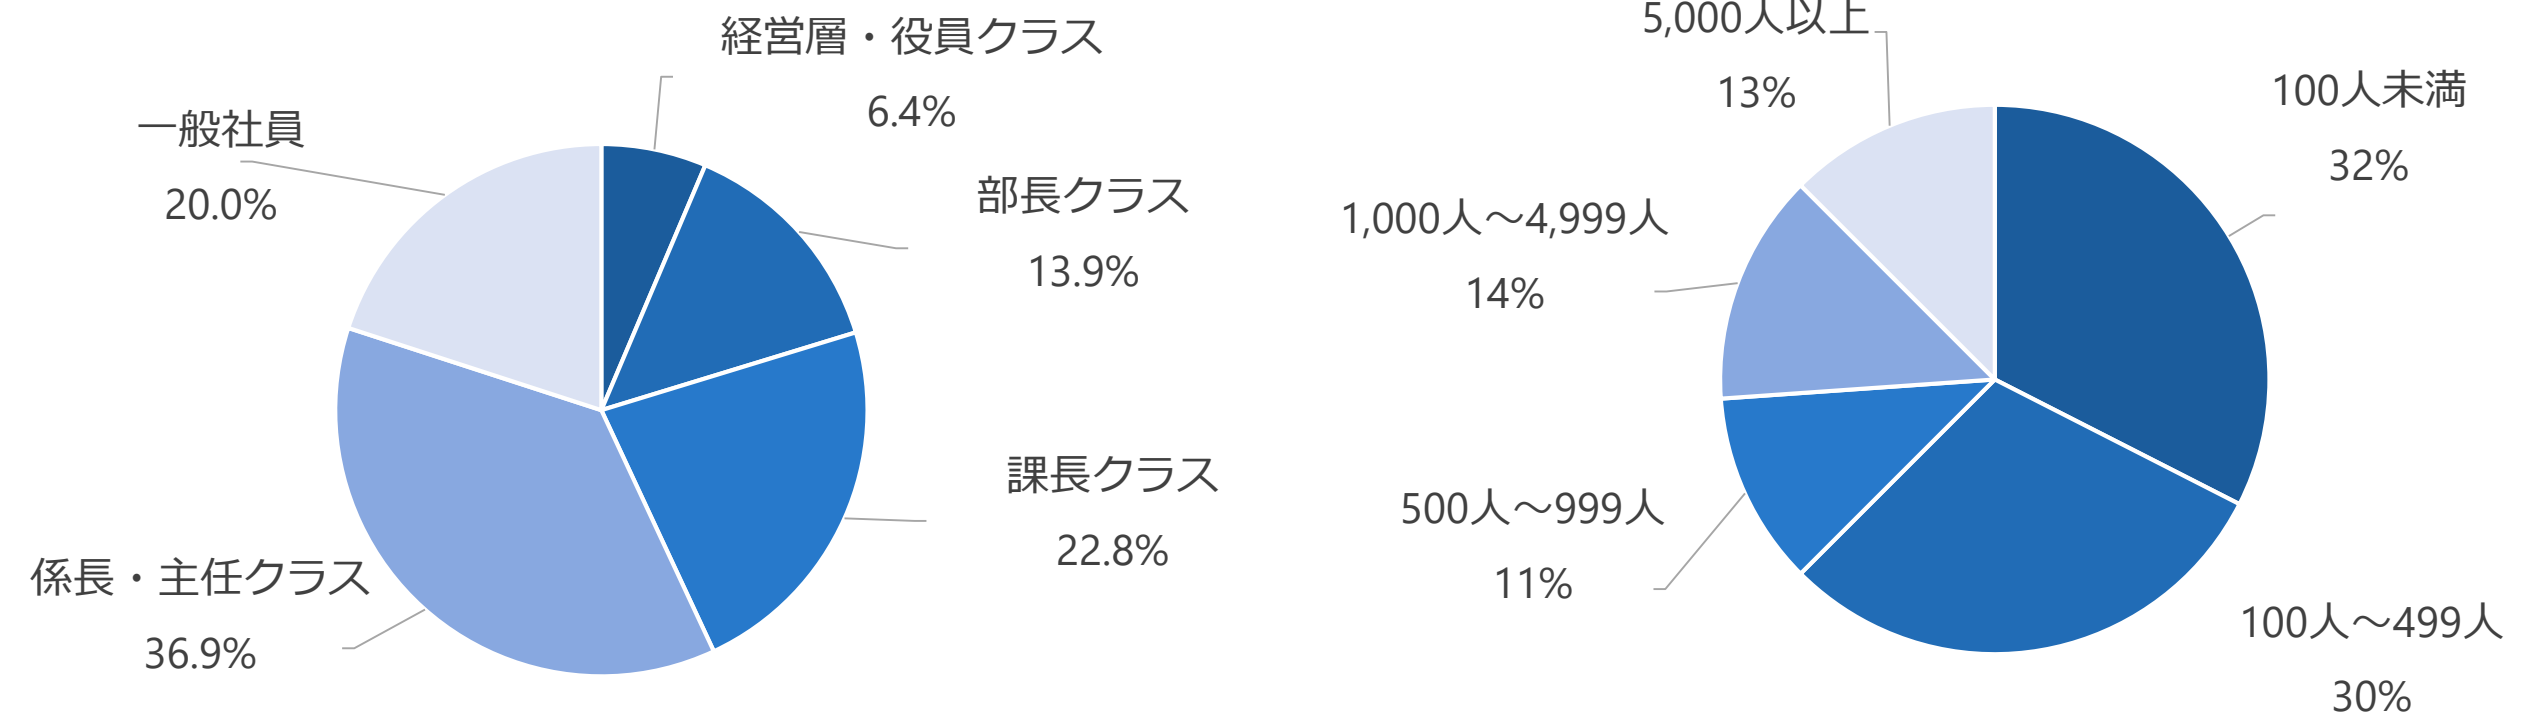 経営層・役員クラス
6.4%
部長クラス
13.9%
課長クラス
22.8%
係長・主任クラス
36.9%
一般社員
20.0%
100人未満
32%
100人～499人
30%
500人～999人
11%
1,000人～4,999人
14%
5,000人以上
13%